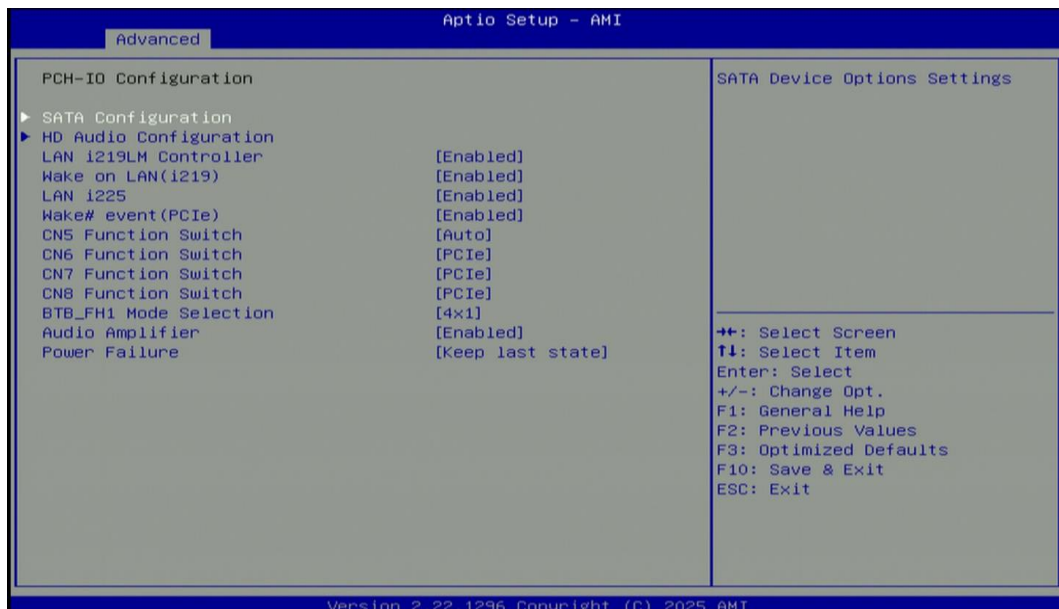 Aptio Setup – AMI
Advanced
PCH-IO Configuration
SATA Configuration
HD Audio Configuration
LAN i219LM Controller [Enabled]
Wake on LAN(i219) [Enabled]
LAN i225 [Enabled]
Wake# event(PCIe) [Enabled]
CN5 Function Switch [Auto]
CN6 Function Switch [PCIe]
CN7 Function Switch [PCIe]
CN8 Function Switch [PCIe]
BTB_FH1 Mode Selection [4x1]
Audio Amplifier [Enabled]
Power Failure [Keep last state]
SATA Device Options Settings
→←: Select Screen
↑↓: Select Item
Enter: Select
+/-: Change Opt.
F1: General Help
F2: Previous Values
F3: Optimized Defaults
F10: Save & Exit
ESC: Exit
Version 2.22.1296 Copyright (C) 2025 AMI